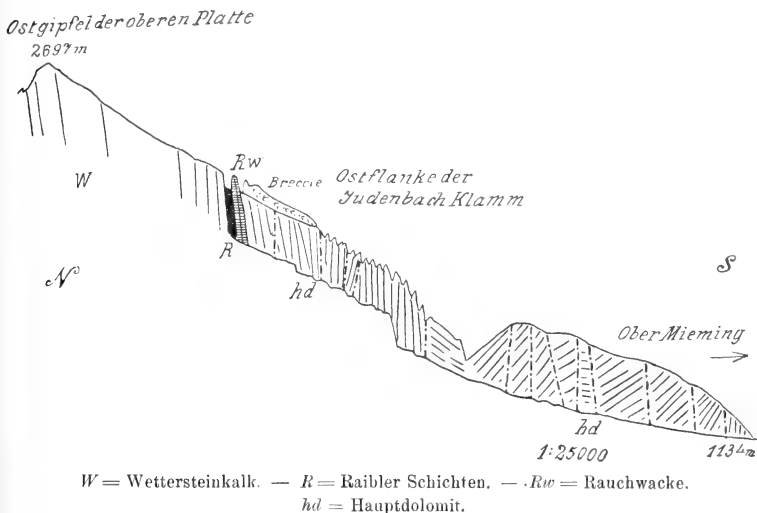 Ostgipfel der oberen Platte
2697 m
Rw
Breccie
Ostflanke der
Judenbach Klamm
W
R
N
hd
S
Ober Mieming
hd
1:25000
1134 m
W = Wettersteinkalk. — R = Raibler Schichten. — Rw = Rauchwacke.
hd = Hauptdolomit.